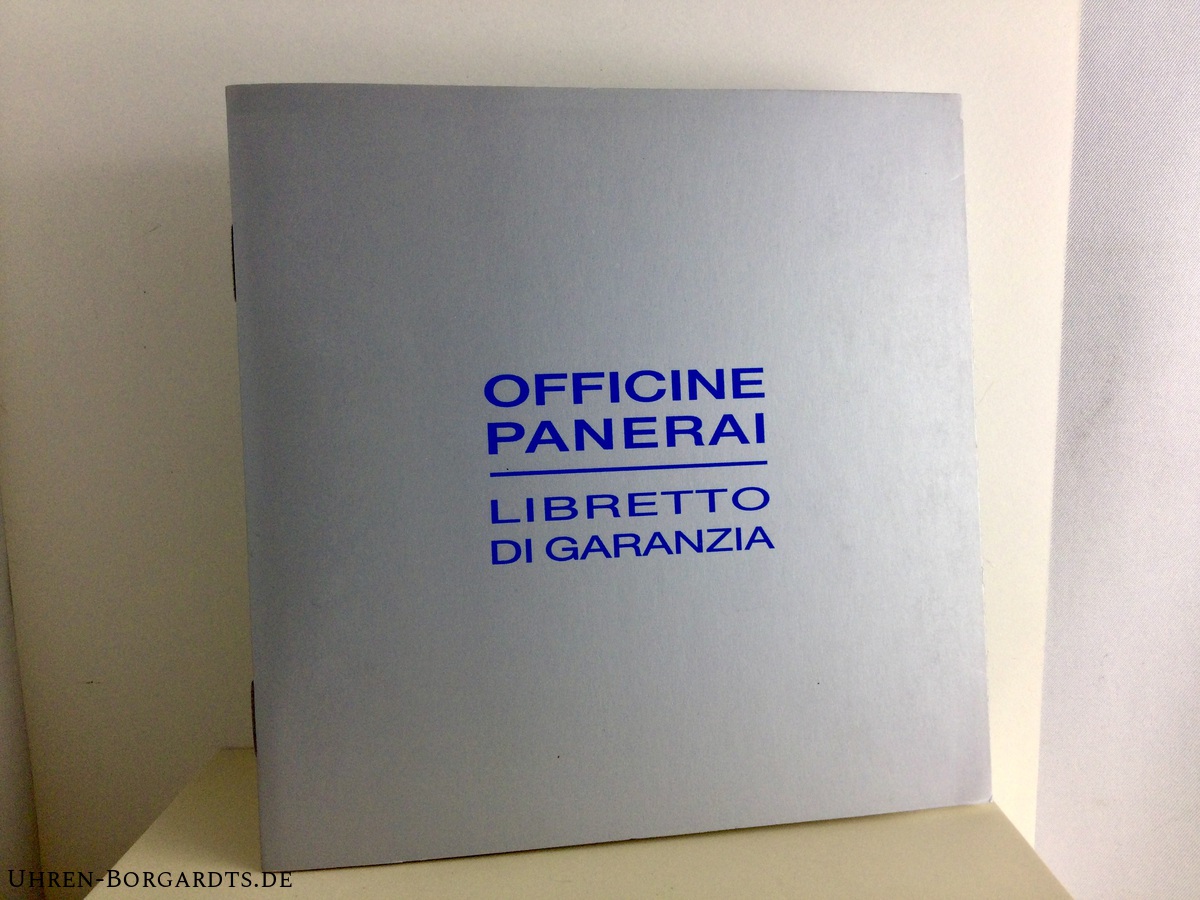 OFFICINE
PANERAI
LIBRETTO
DI GARANZIA
UHREN-BORGARDTS.DE